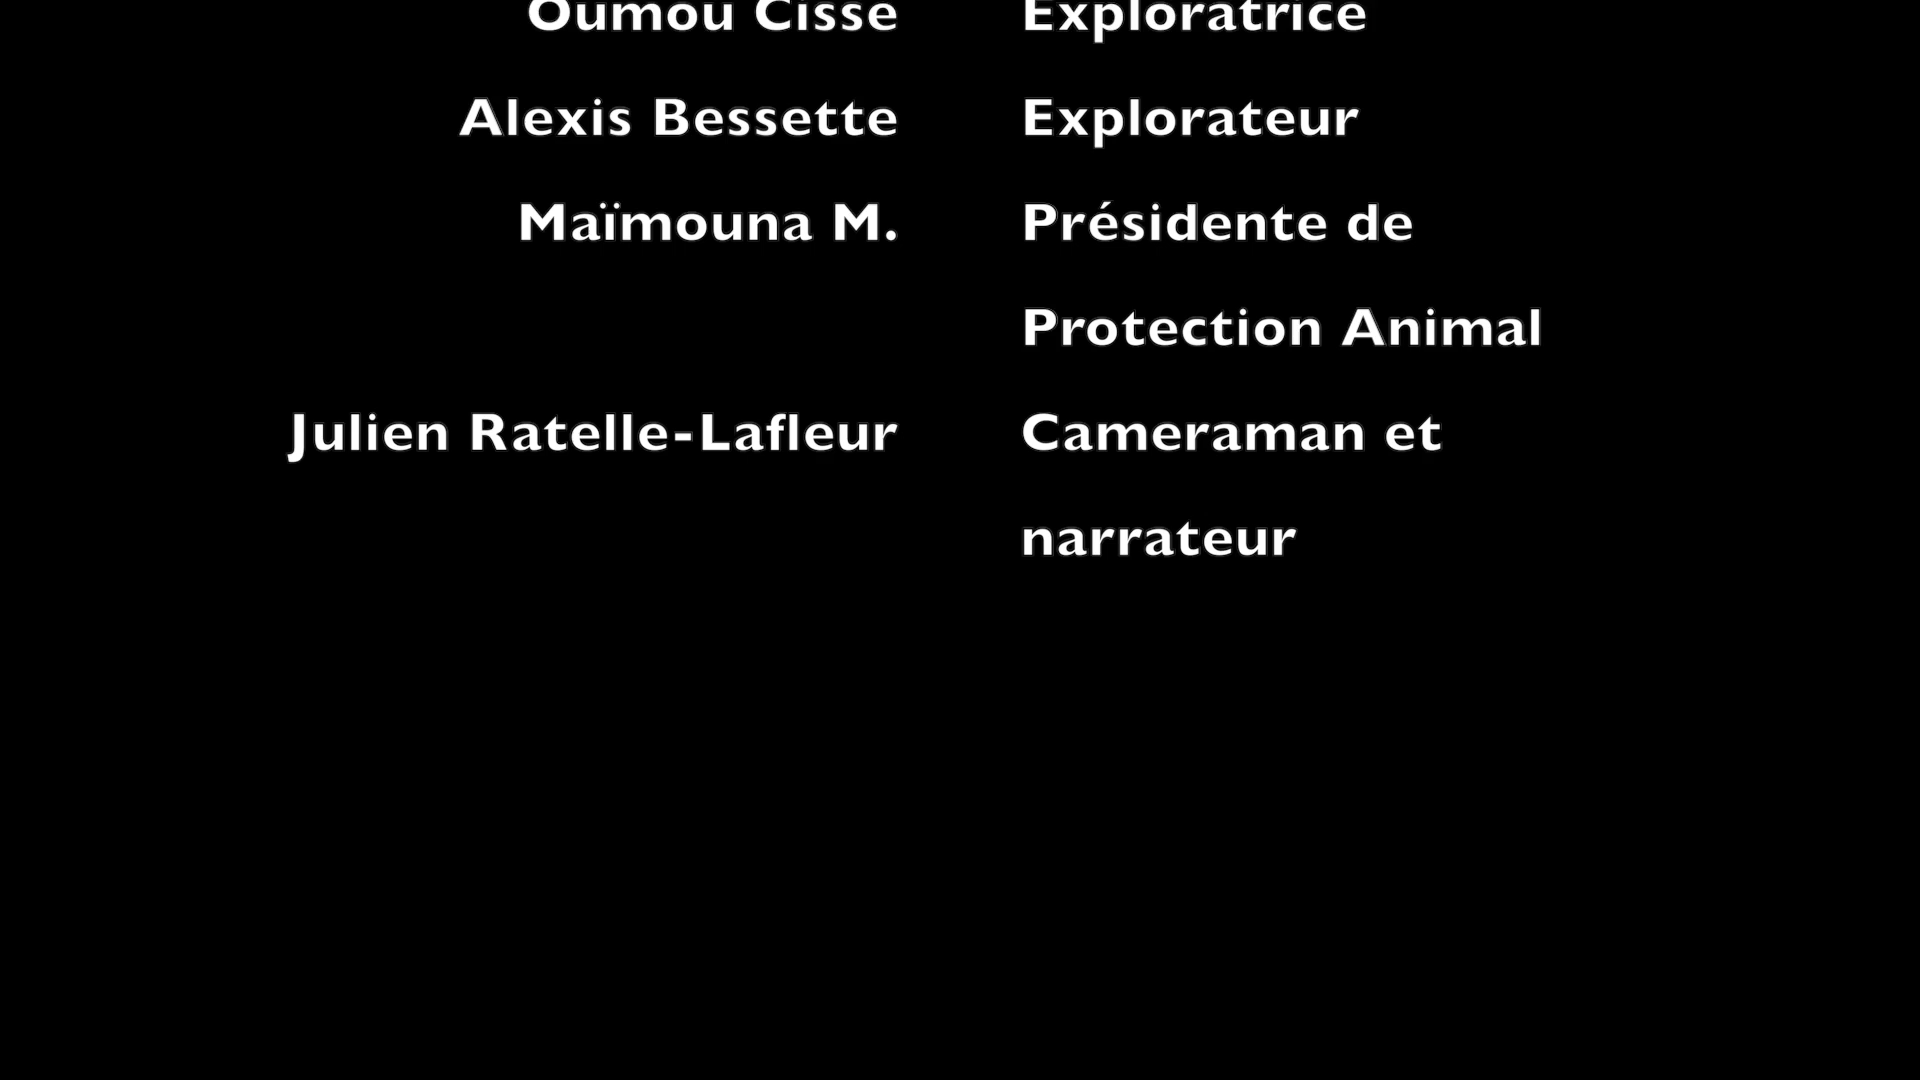 Oumou Cisse Exploratrice
Alexis Bessette Explorateur
Maïmouna M. Présidente de
Protection Animal
Julien Ratelle-Lafleur Cameraman et
narrateur